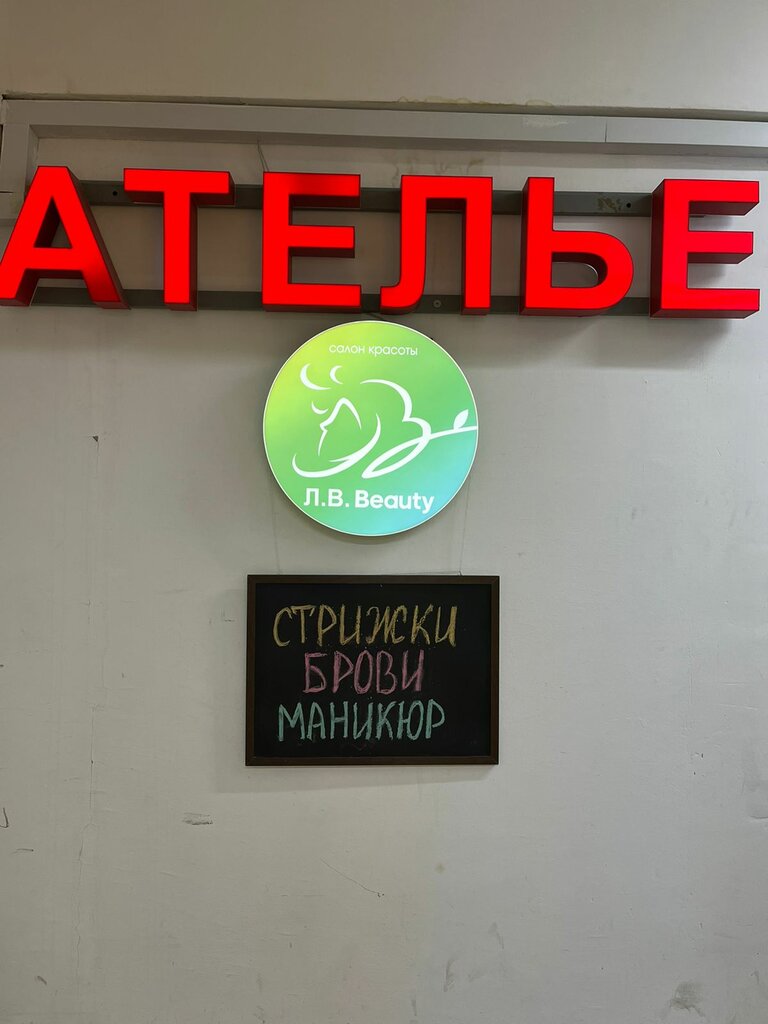 АТЕЛЬЕ
салон красоты
Л.В. Beauty
СТРИЖКИ
БРОВИ
МАНИКЮР